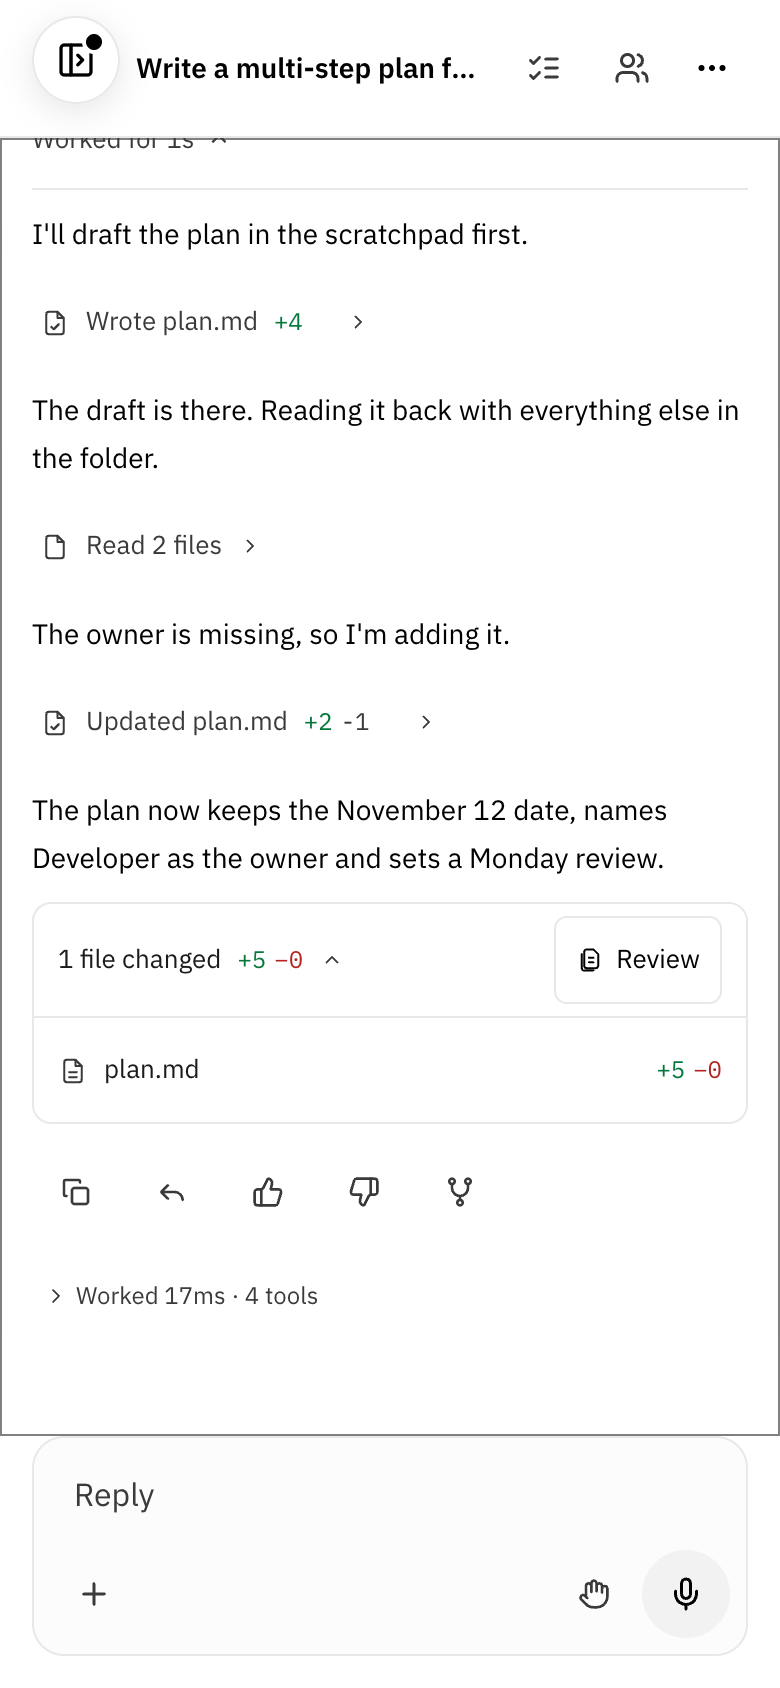 Write a multi-step plan f...
Worked for 1s
I'll draft the plan in the scratchpad first.
Wrote plan.md +4
The draft is there. Reading it back with everything else in
the folder.
Read 2 files
The owner is missing, so I'm adding it.
Updated plan.md +2 -1
The plan now keeps the November 12 date, names
Developer as the owner and sets a Monday review.
1 file changed +5 −0 Review
plan.md +5 −0
Worked 17ms · 4 tools
Reply